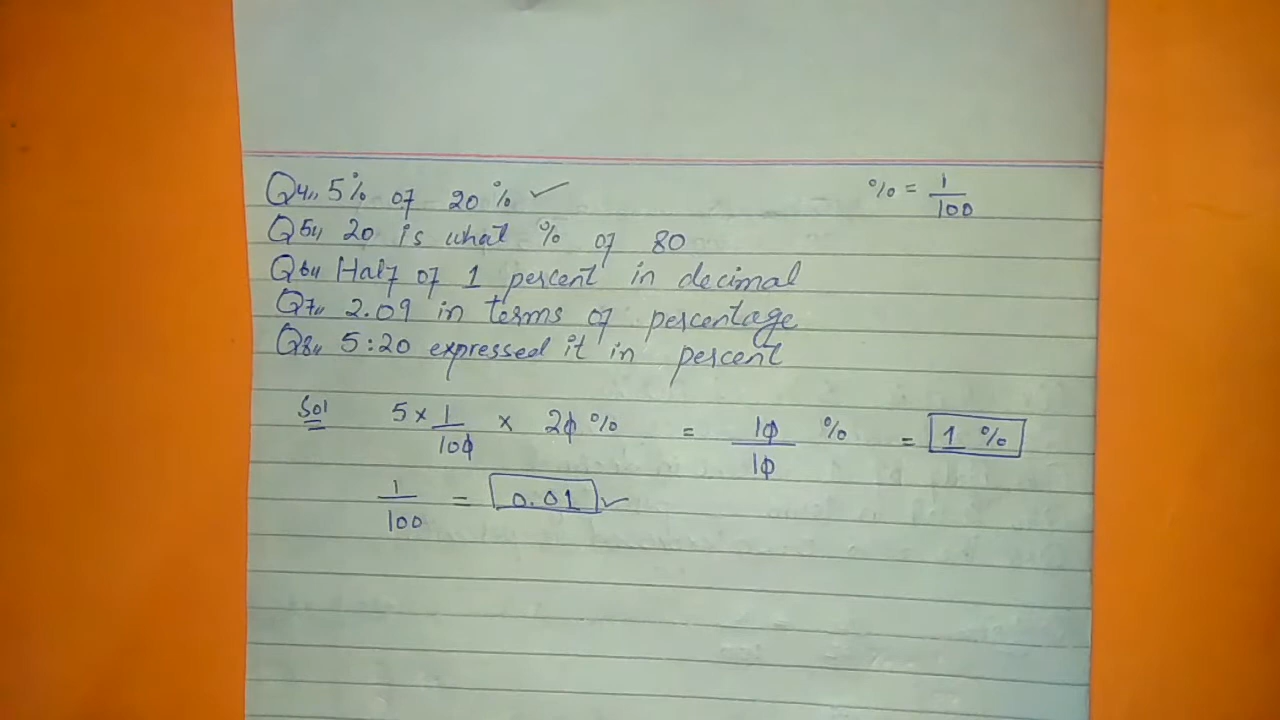 Q4,, 5% of 20% ✓ % = 1/100
Q5,, 20 is what % of 80
Q6,, Half of 1 percent in decimal
Q7,, 2.09 in terms of percentage
Q8,, 5:20 expressed it in percent
Sol 5 × 1/100 × 20 % = 10/10 % = 1 %
1/100 = 0.01 ✓